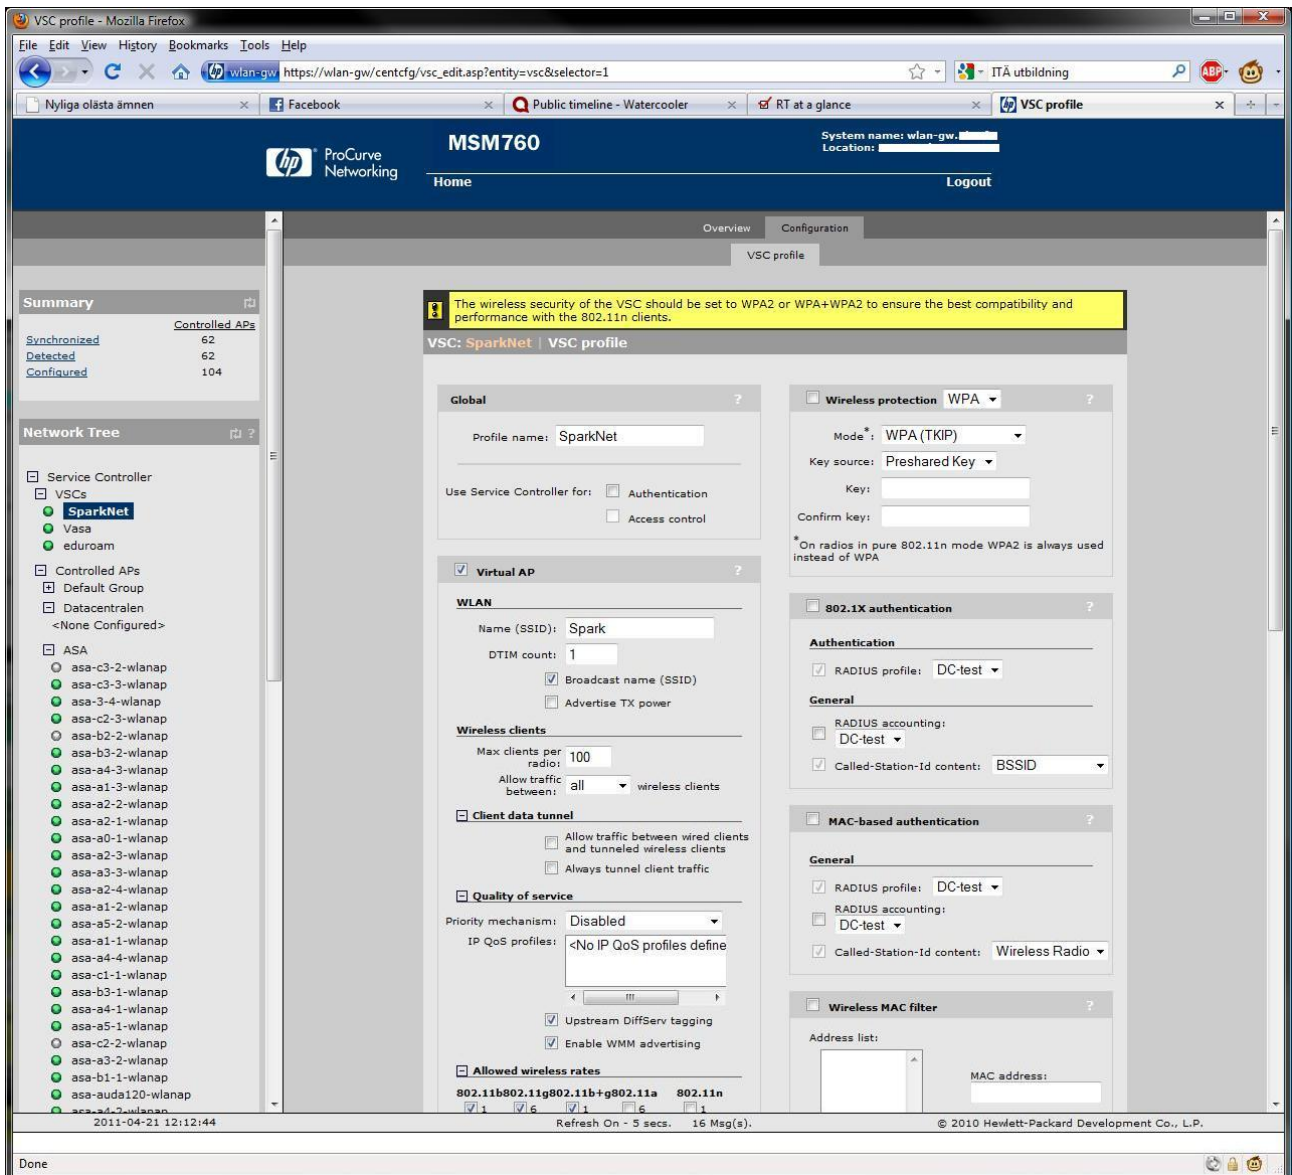 VSC profile - Mozilla Firefox
File Edit View History Bookmarks Tools Help
wlan-gw https://wlan-gw/centcfg/vsc_edit.asp?entity=vsc&selector=1
ITÄ utbildning
ABP
Nyliga olästa ämnen
Facebook
Public timeline - Watercooler
RT at a glance
VSC profile
hp ProCurve
Networking
MSM760
System name: wlan-gw.
Location:
Home
Logout
Overview
Configuration
VSC profile
Summary
Controlled APs
Synchronized 62
Detected 62
Configured 104
Network Tree ?
Service Controller
VSCs
SparkNet
Vasa
eduroam
Controlled APs
Default Group
Datacentralen
<None Configured>
ASA
asa-c3-2-wlanap
asa-c3-3-wlanap
asa-3-4-wlanap
asa-c2-3-wlanap
asa-b2-2-wlanap
asa-b3-2-wlanap
asa-a4-3-wlanap
asa-a1-3-wlanap
asa-a2-2-wlanap
asa-a2-1-wlanap
asa-a0-1-wlanap
asa-a2-3-wlanap
asa-a3-3-wlanap
asa-a2-4-wlanap
asa-a1-2-wlanap
asa-a5-2-wlanap
asa-a1-1-wlanap
asa-a4-4-wlanap
asa-c1-1-wlanap
asa-b3-1-wlanap
asa-a4-1-wlanap
asa-a5-1-wlanap
asa-c2-2-wlanap
asa-a3-2-wlanap
asa-b1-1-wlanap
asa-auda120-wlanap
asa-a4-2-wlanap
The wireless security of the VSC should be set to WPA2 or WPA+WPA2 to ensure the best compatibility and
performance with the 802.11n clients.
VSC: SparkNet | VSC profile
Global ?
Profile name: SparkNet
Use Service Controller for: Authentication
Access control
Virtual AP ?
WLAN
Name (SSID): Spark
DTIM count: 1
Broadcast name (SSID)
Advertise TX power
Wireless clients
Max clients per
radio: 100
Allow traffic
between: all wireless clients
Client data tunnel
Allow traffic between wired clients
and tunneled wireless clients
Always tunnel client traffic
Quality of service
Priority mechanism: Disabled
IP QoS profiles: <No IP QoS profiles define
Upstream DiffServ tagging
Enable WMM advertising
Allowed wireless rates
802.11b 802.11g 802.11b+g 802.11a 802.11n
1 6 1 6 1
Wireless protection WPA ?
Mode*: WPA (TKIP)
Key source: Preshared Key
Key:
Confirm key:
*On radios in pure 802.11n mode WPA2 is always used
instead of WPA
802.1X authentication ?
Authentication
RADIUS profile: DC-test
General
RADIUS accounting:
DC-test
Called-Station-Id content: BSSID
MAC-based authentication ?
General
RADIUS profile: DC-test
RADIUS accounting:
DC-test
Called-Station-Id content: Wireless Radio
Wireless MAC filter ?
Address list:
MAC address:
2011-04-21 12:12:44
Refresh On - 5 secs. 16 Msg(s).
© 2010 Hewlett-Packard Development Co., L.P.
Done